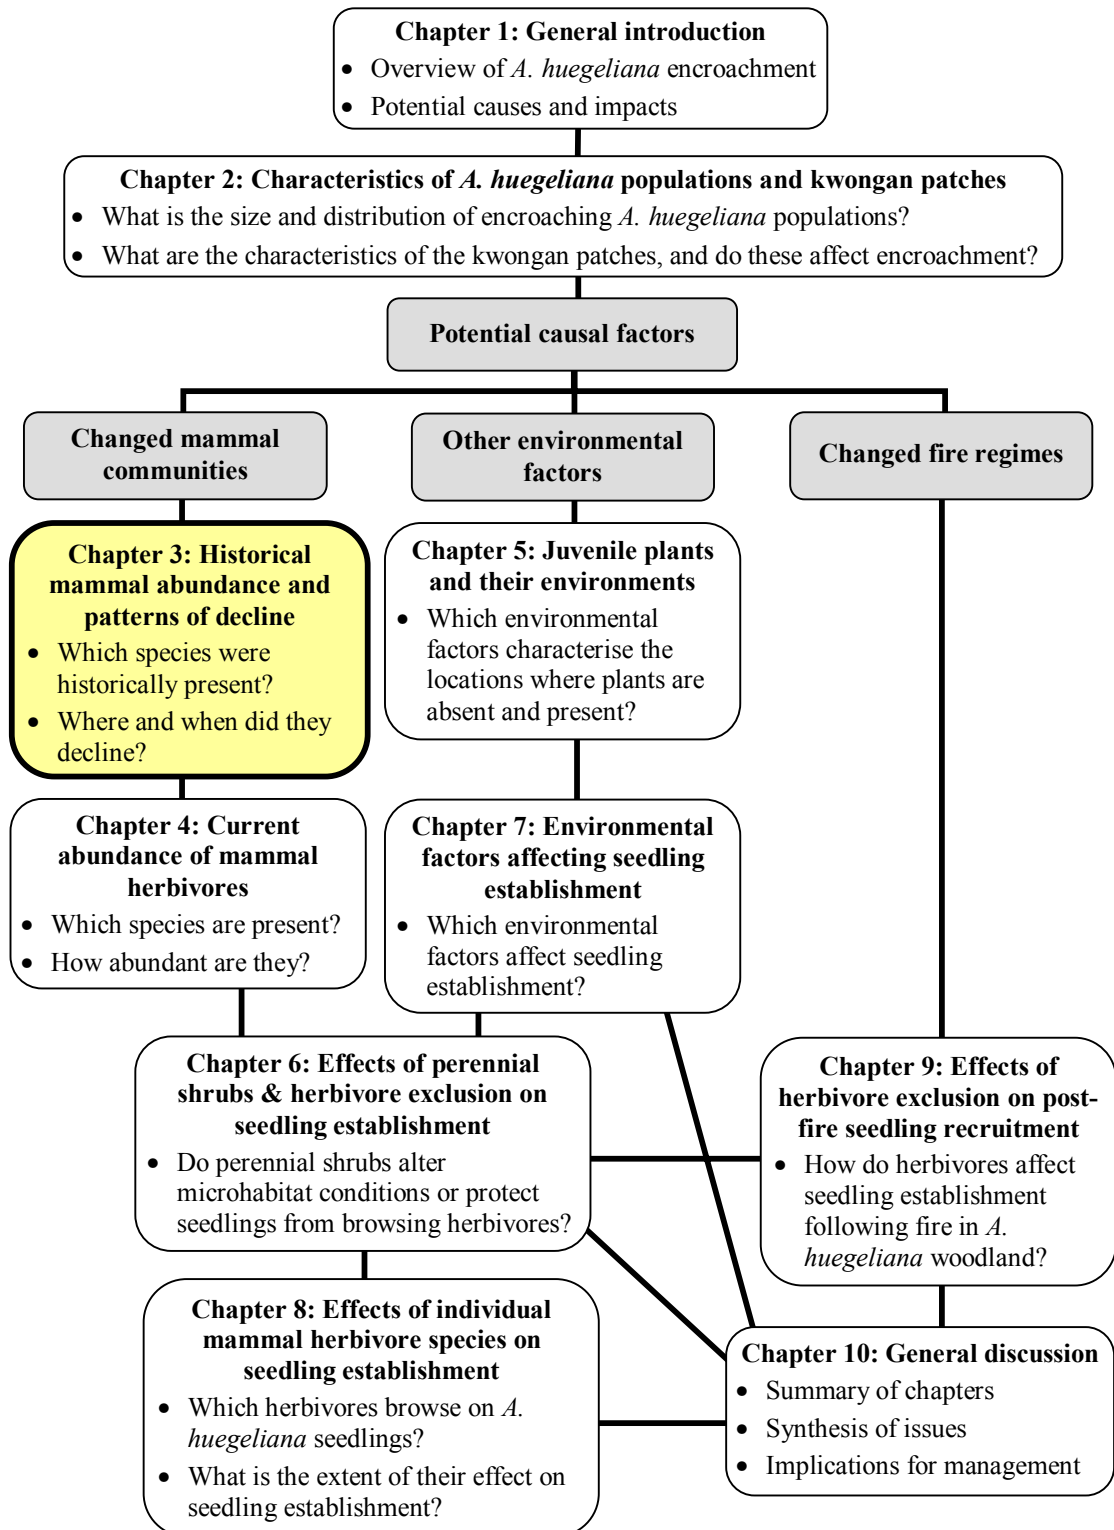 Chapter 1: General introduction
• Overview of A. huegeliana encroachment
• Potential causes and impacts
Chapter 2: Characteristics of A. huegeliana populations and kwongan patches
• What is the size and distribution of encroaching A. huegeliana populations?
• What are the characteristics of the kwongan patches, and do these affect encroachment?
Potential causal factors
Changed mammal
communities
Other environmental
factors
Changed fire regimes
Chapter 3: Historical
mammal abundance and
patterns of decline
• Which species were
historically present?
• Where and when did they
decline?
Chapter 5: Juvenile plants
and their environments
• Which environmental
factors characterise the
locations where plants are
absent and present?
Chapter 4: Current
abundance of mammal
herbivores
• Which species are present?
• How abundant are they?
Chapter 7: Environmental
factors affecting seedling
establishment
• Which environmental
factors affect seedling
establishment?
Chapter 6: Effects of perennial
shrubs & herbivore exclusion on
seedling establishment
• Do perennial shrubs alter
microhabitat conditions or protect
seedlings from browsing herbivores?
Chapter 9: Effects of
herbivore exclusion on post-
fire seedling recruitment
• How do herbivores affect
seedling establishment
following fire in A.
huegeliana woodland?
Chapter 8: Effects of individual
mammal herbivore species on
seedling establishment
• Which herbivores browse on A.
huegeliana seedlings?
• What is the extent of their effect on
seedling establishment?
Chapter 10: General discussion
• Summary of chapters
• Synthesis of issues
• Implications for management